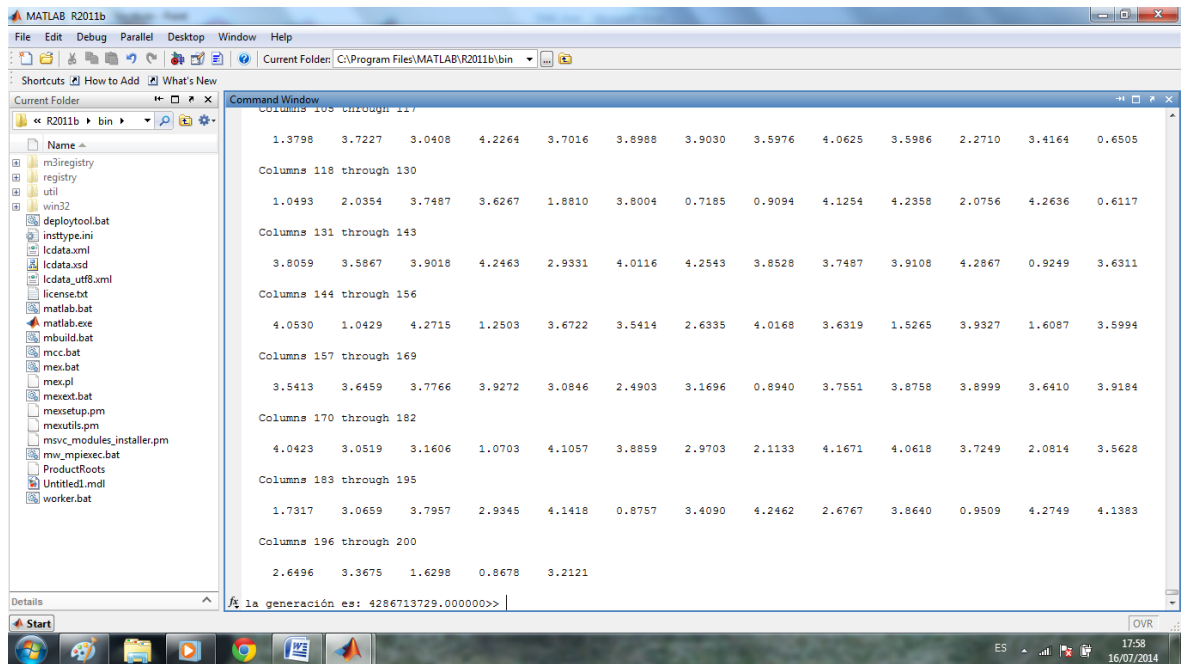 MATLAB R2011b
File Edit Debug Parallel Desktop Window Help
Current Folder: C:\Program Files\MATLAB\R2011b\bin
Shortcuts How to Add What's New
Current Folder
« R2011b bin
Name
m3iregistry
registry
util
win32
deploytool.bat
insttype.ini
lcdata.xml
lcdata.xsd
lcdata_utf8.xml
license.txt
matlab.bat
matlab.exe
mbuild.bat
mcc.bat
mex.bat
mex.pl
mexext.bat
mexsetup.pm
mexutils.pm
msvc_modules_installer.pm
mw_mpiexec.bat
ProductRoots
Untitled1.mdl
worker.bat
Details
Command Window
Columns 105 through 117
1.3798 3.7227 3.0408 4.2264 3.7016 3.8988 3.9030 3.5976 4.0625 3.5986 2.2710 3.4164 0.6505
Columns 118 through 130
1.0493 2.0354 3.7487 3.6267 1.8810 3.8004 0.7185 0.9094 4.1254 4.2358 2.0756 4.2636 0.6117
Columns 131 through 143
3.8059 3.5867 3.9018 4.2463 2.9331 4.0116 4.2543 3.8528 3.7487 3.9108 4.2867 0.9249 3.6311
Columns 144 through 156
4.0530 1.0429 4.2715 1.2503 3.6722 3.5414 2.6335 4.0168 3.6319 1.5265 3.9327 1.6087 3.5994
Columns 157 through 169
3.5413 3.6459 3.7766 3.9272 3.0846 2.4903 3.1696 0.8940 3.7551 3.8758 3.8999 3.6410 3.9184
Columns 170 through 182
4.0423 3.0519 3.1606 1.0703 4.1057 3.8859 2.9703 2.1133 4.1671 4.0618 3.7249 2.0814 3.5628
Columns 183 through 195
1.7317 3.0659 3.7957 2.9345 4.1418 0.8757 3.4090 4.2462 2.6767 3.8640 0.9509 4.2749 4.1383
Columns 196 through 200
2.6496 3.3675 1.6298 0.8678 3.2121
fx la generación es: 4286713729.000000>>
Start
OVR
ES
17:58
16/07/2014